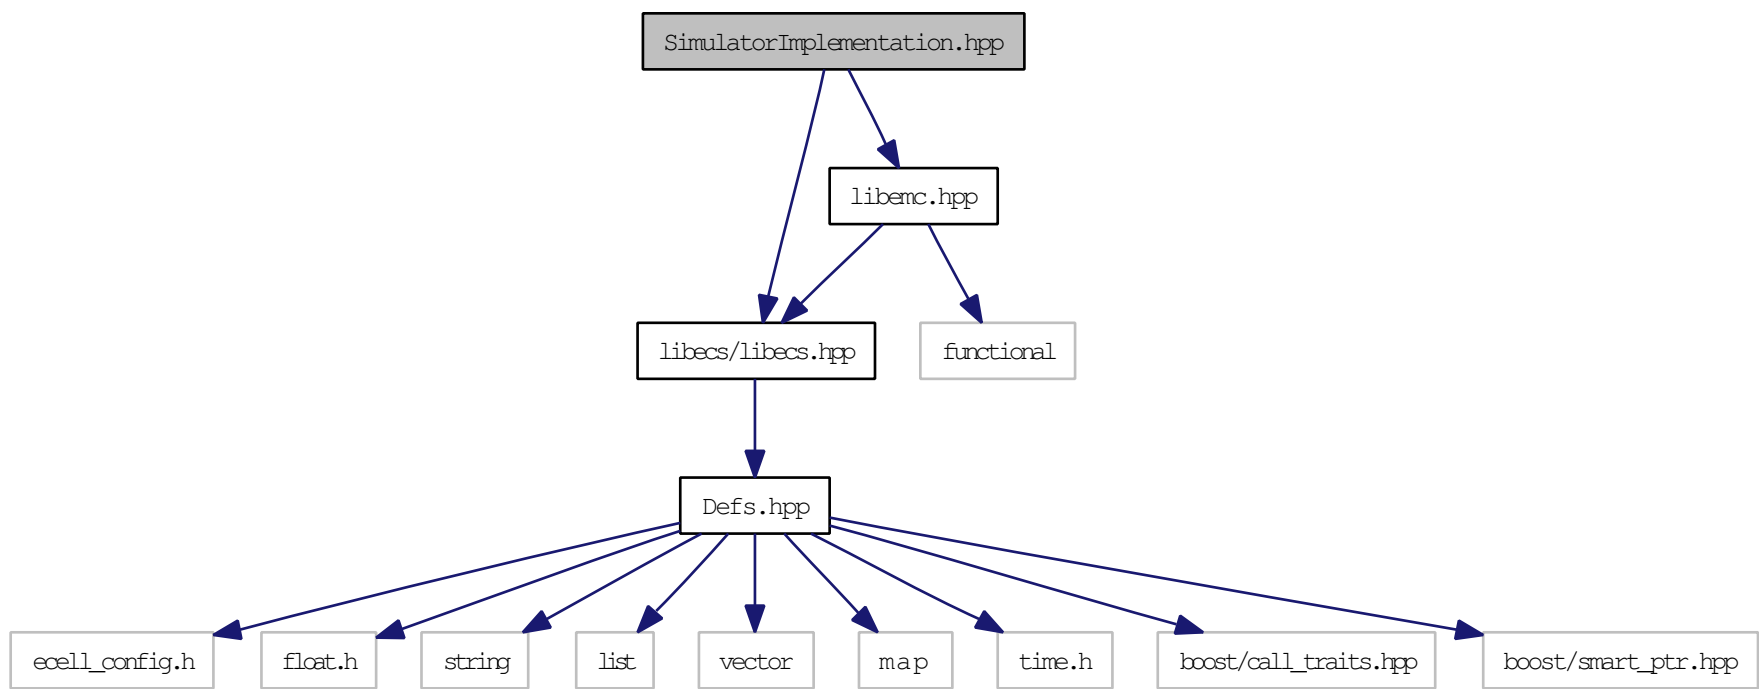 SimulatorImplementation.hpp
libemc.hpp
libecs/libecs.hpp
functional
Defs.hpp
ecell_config.h
float.h
string
list
vector
map
time.h
boost/call_traits.hpp
boost/smart_ptr.hpp